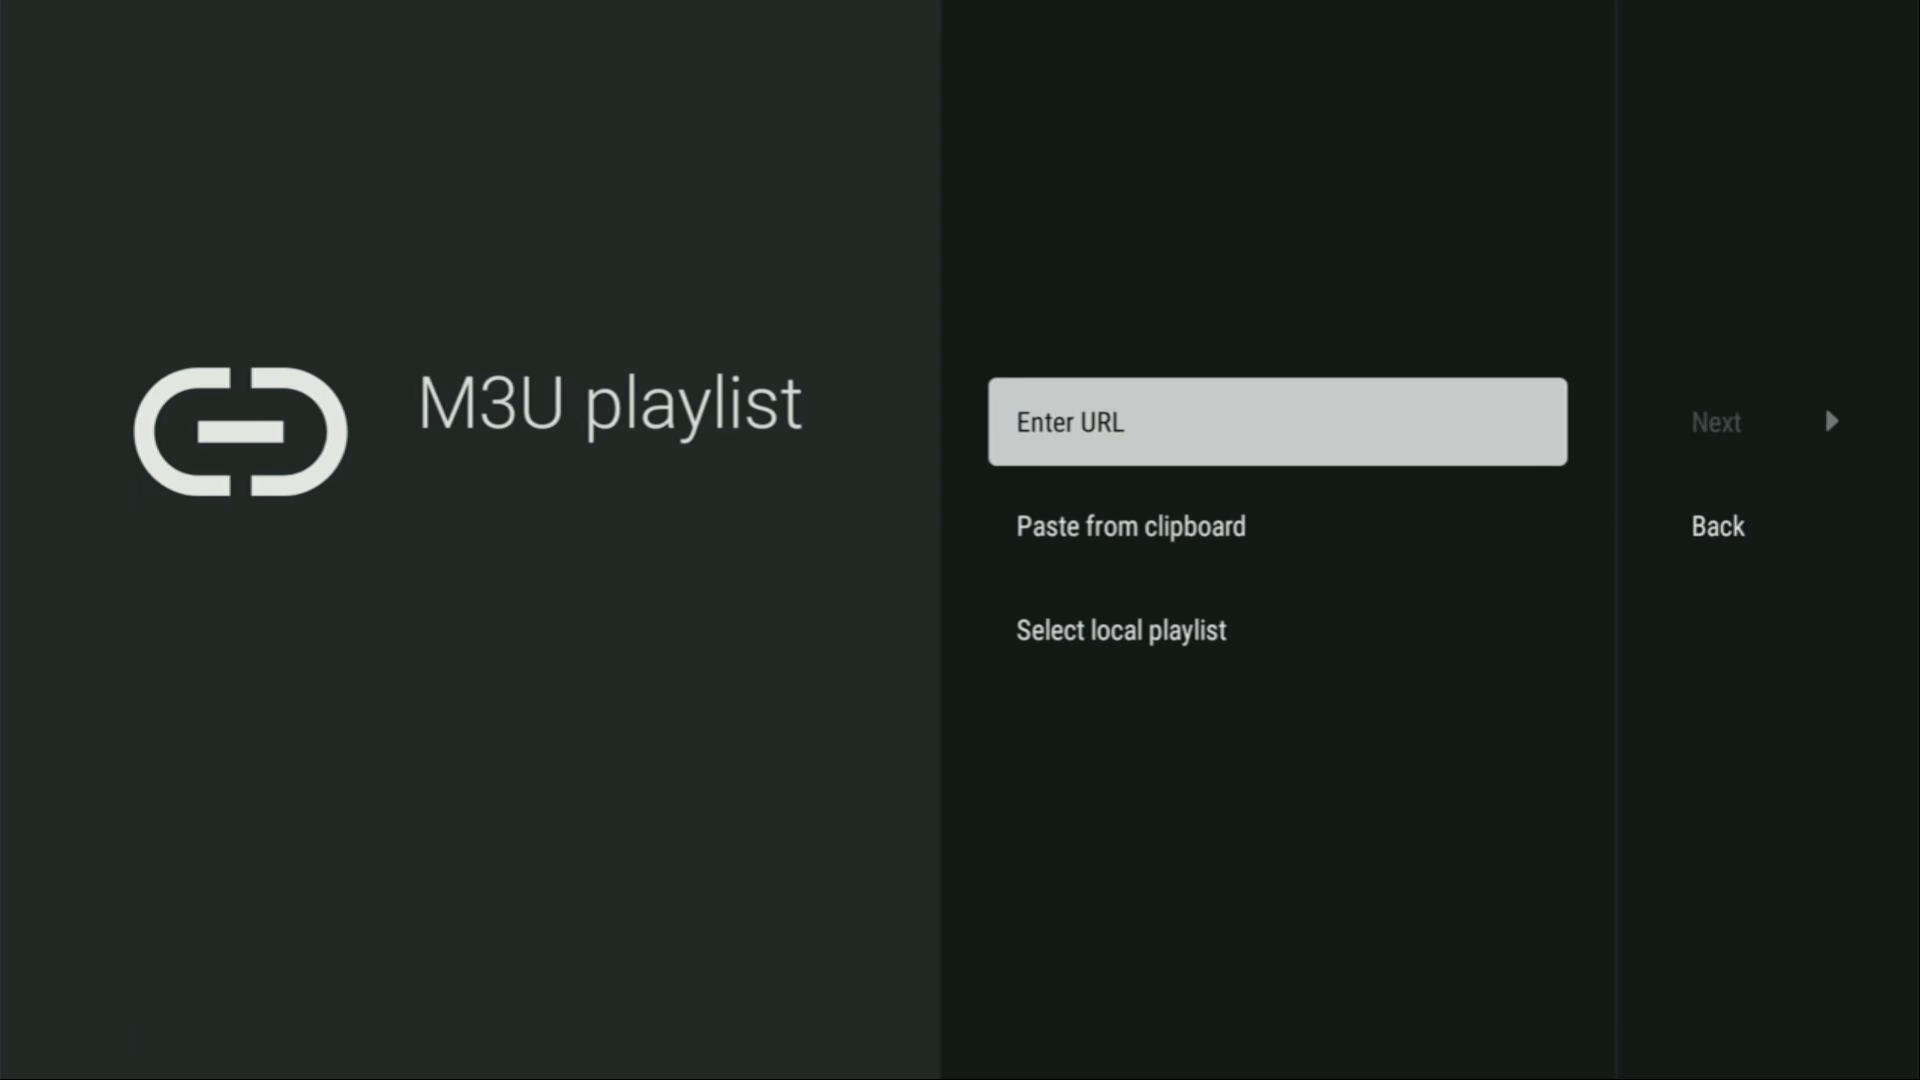 M3U playlist
Enter URL
Paste from clipboard
Select local playlist
Next
Back